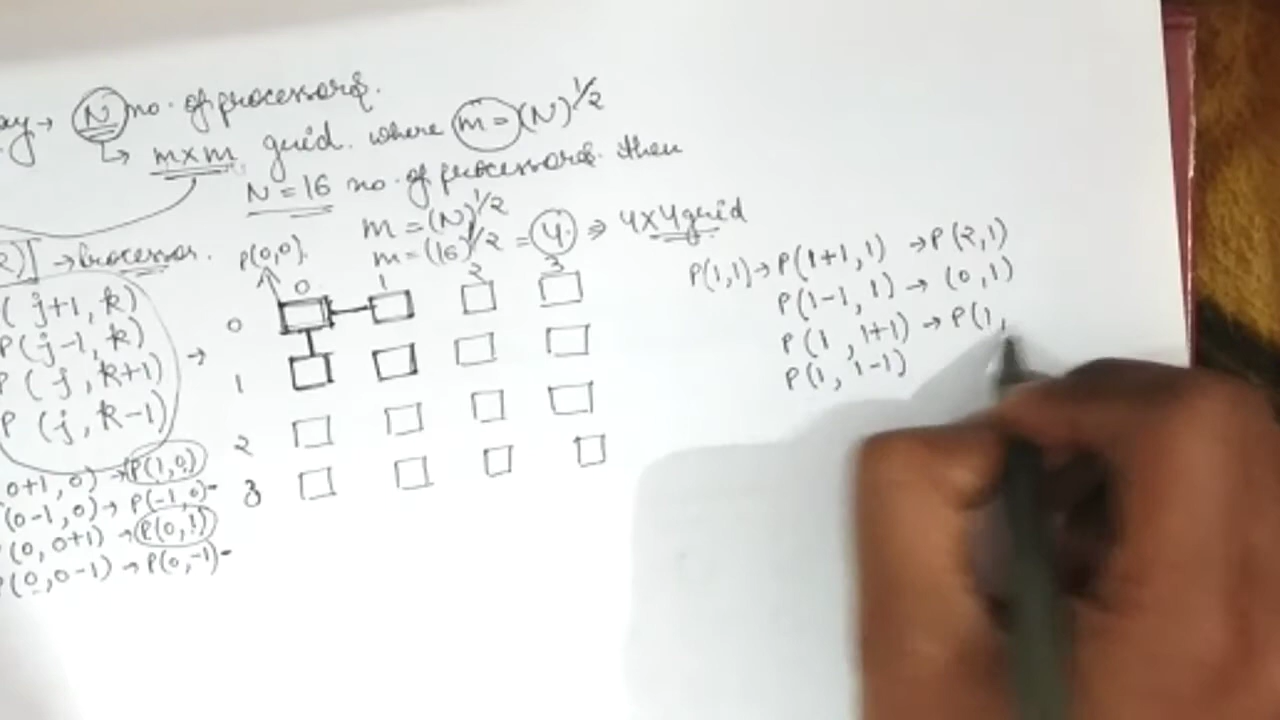 ay → N no. of processors.
↳ m×m grid. where m = (N)^1/2
N = 16 no. of processors. then
m = (N)^1/2
m = (16)^1/2 = 4 ⇒ 4×4 grid
2)] → Processor.
P(0,0).
0 1 2 3
0
1
2
3
( j+1, k)
P(j-1, k)
P( j, k+1)
P (j, k-1)
→
0+1, 0) → P(1,0)
(0-1, 0) → P(-1,0)-
(0, 0+1) → P(0,1)
P(0, 0-1) → P(0,-1)-
P(1,1) → P(1+1, 1) → P(2,1)
P(1-1, 1) → (0,1)
P(1, 1+1) → P(1,
P(1, 1-1)